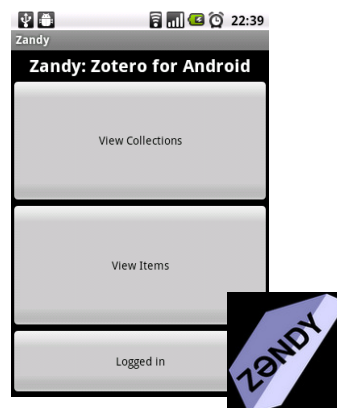 22:39
Zandy
Zandy: Zotero for Android
View Collections
View Items
Logged in
ZƏNDY